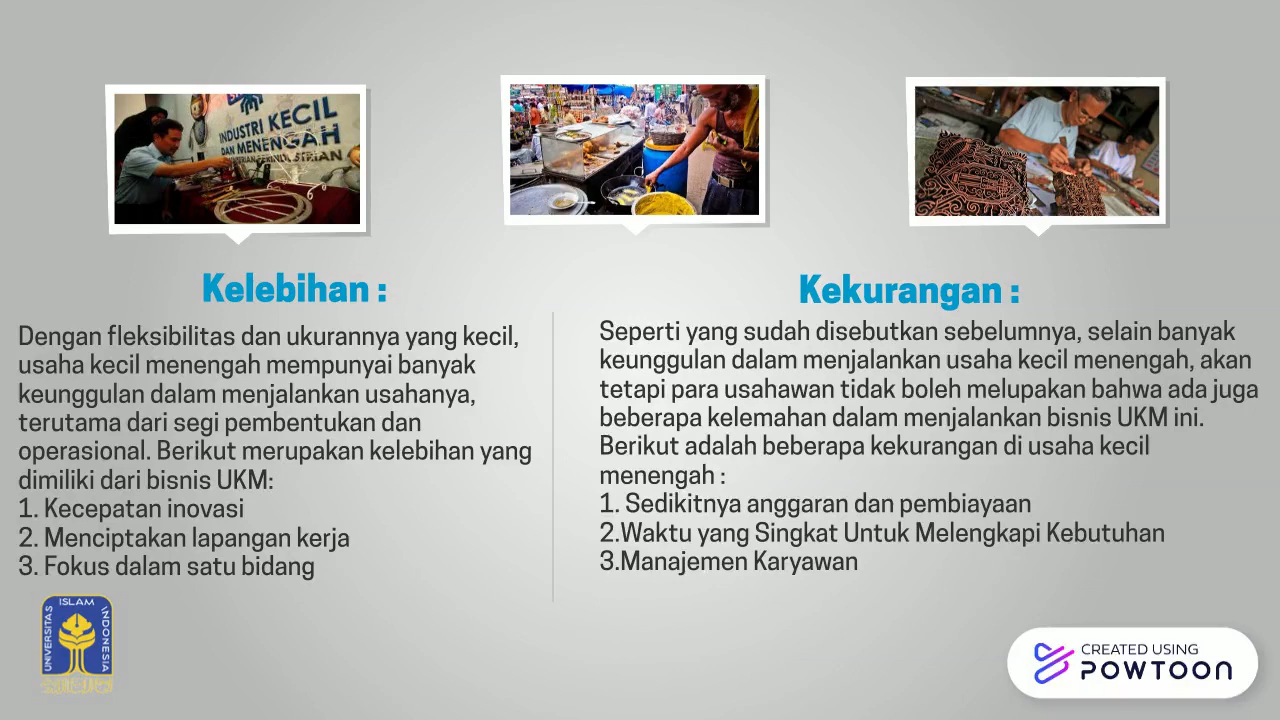 INDUSTRI KECIL
DAN MENENGAH
Kelebihan :
Dengan fleksibilitas dan ukurannya yang kecil,
usaha kecil menengah mempunyai banyak
keunggulan dalam menjalankan usahanya,
terutama dari segi pembentukan dan
operasional. Berikut merupakan kelebihan yang
dimiliki dari bisnis UKM:
1. Kecepatan inovasi
2. Menciptakan lapangan kerja
3. Fokus dalam satu bidang
Kekurangan :
Seperti yang sudah disebutkan sebelumnya, selain banyak
keunggulan dalam menjalankan usaha kecil menengah, akan
tetapi para usahawan tidak boleh melupakan bahwa ada juga
beberapa kelemahan dalam menjalankan bisnis UKM ini.
Berikut adalah beberapa kekurangan di usaha kecil
menengah :
1. Sedikitnya anggaran dan pembiayaan
2.Waktu yang Singkat Untuk Melengkapi Kebutuhan
3.Manajemen Karyawan
UNIVERSITAS
ISLAM
INDONESIA
CREATED USING
POWTOON